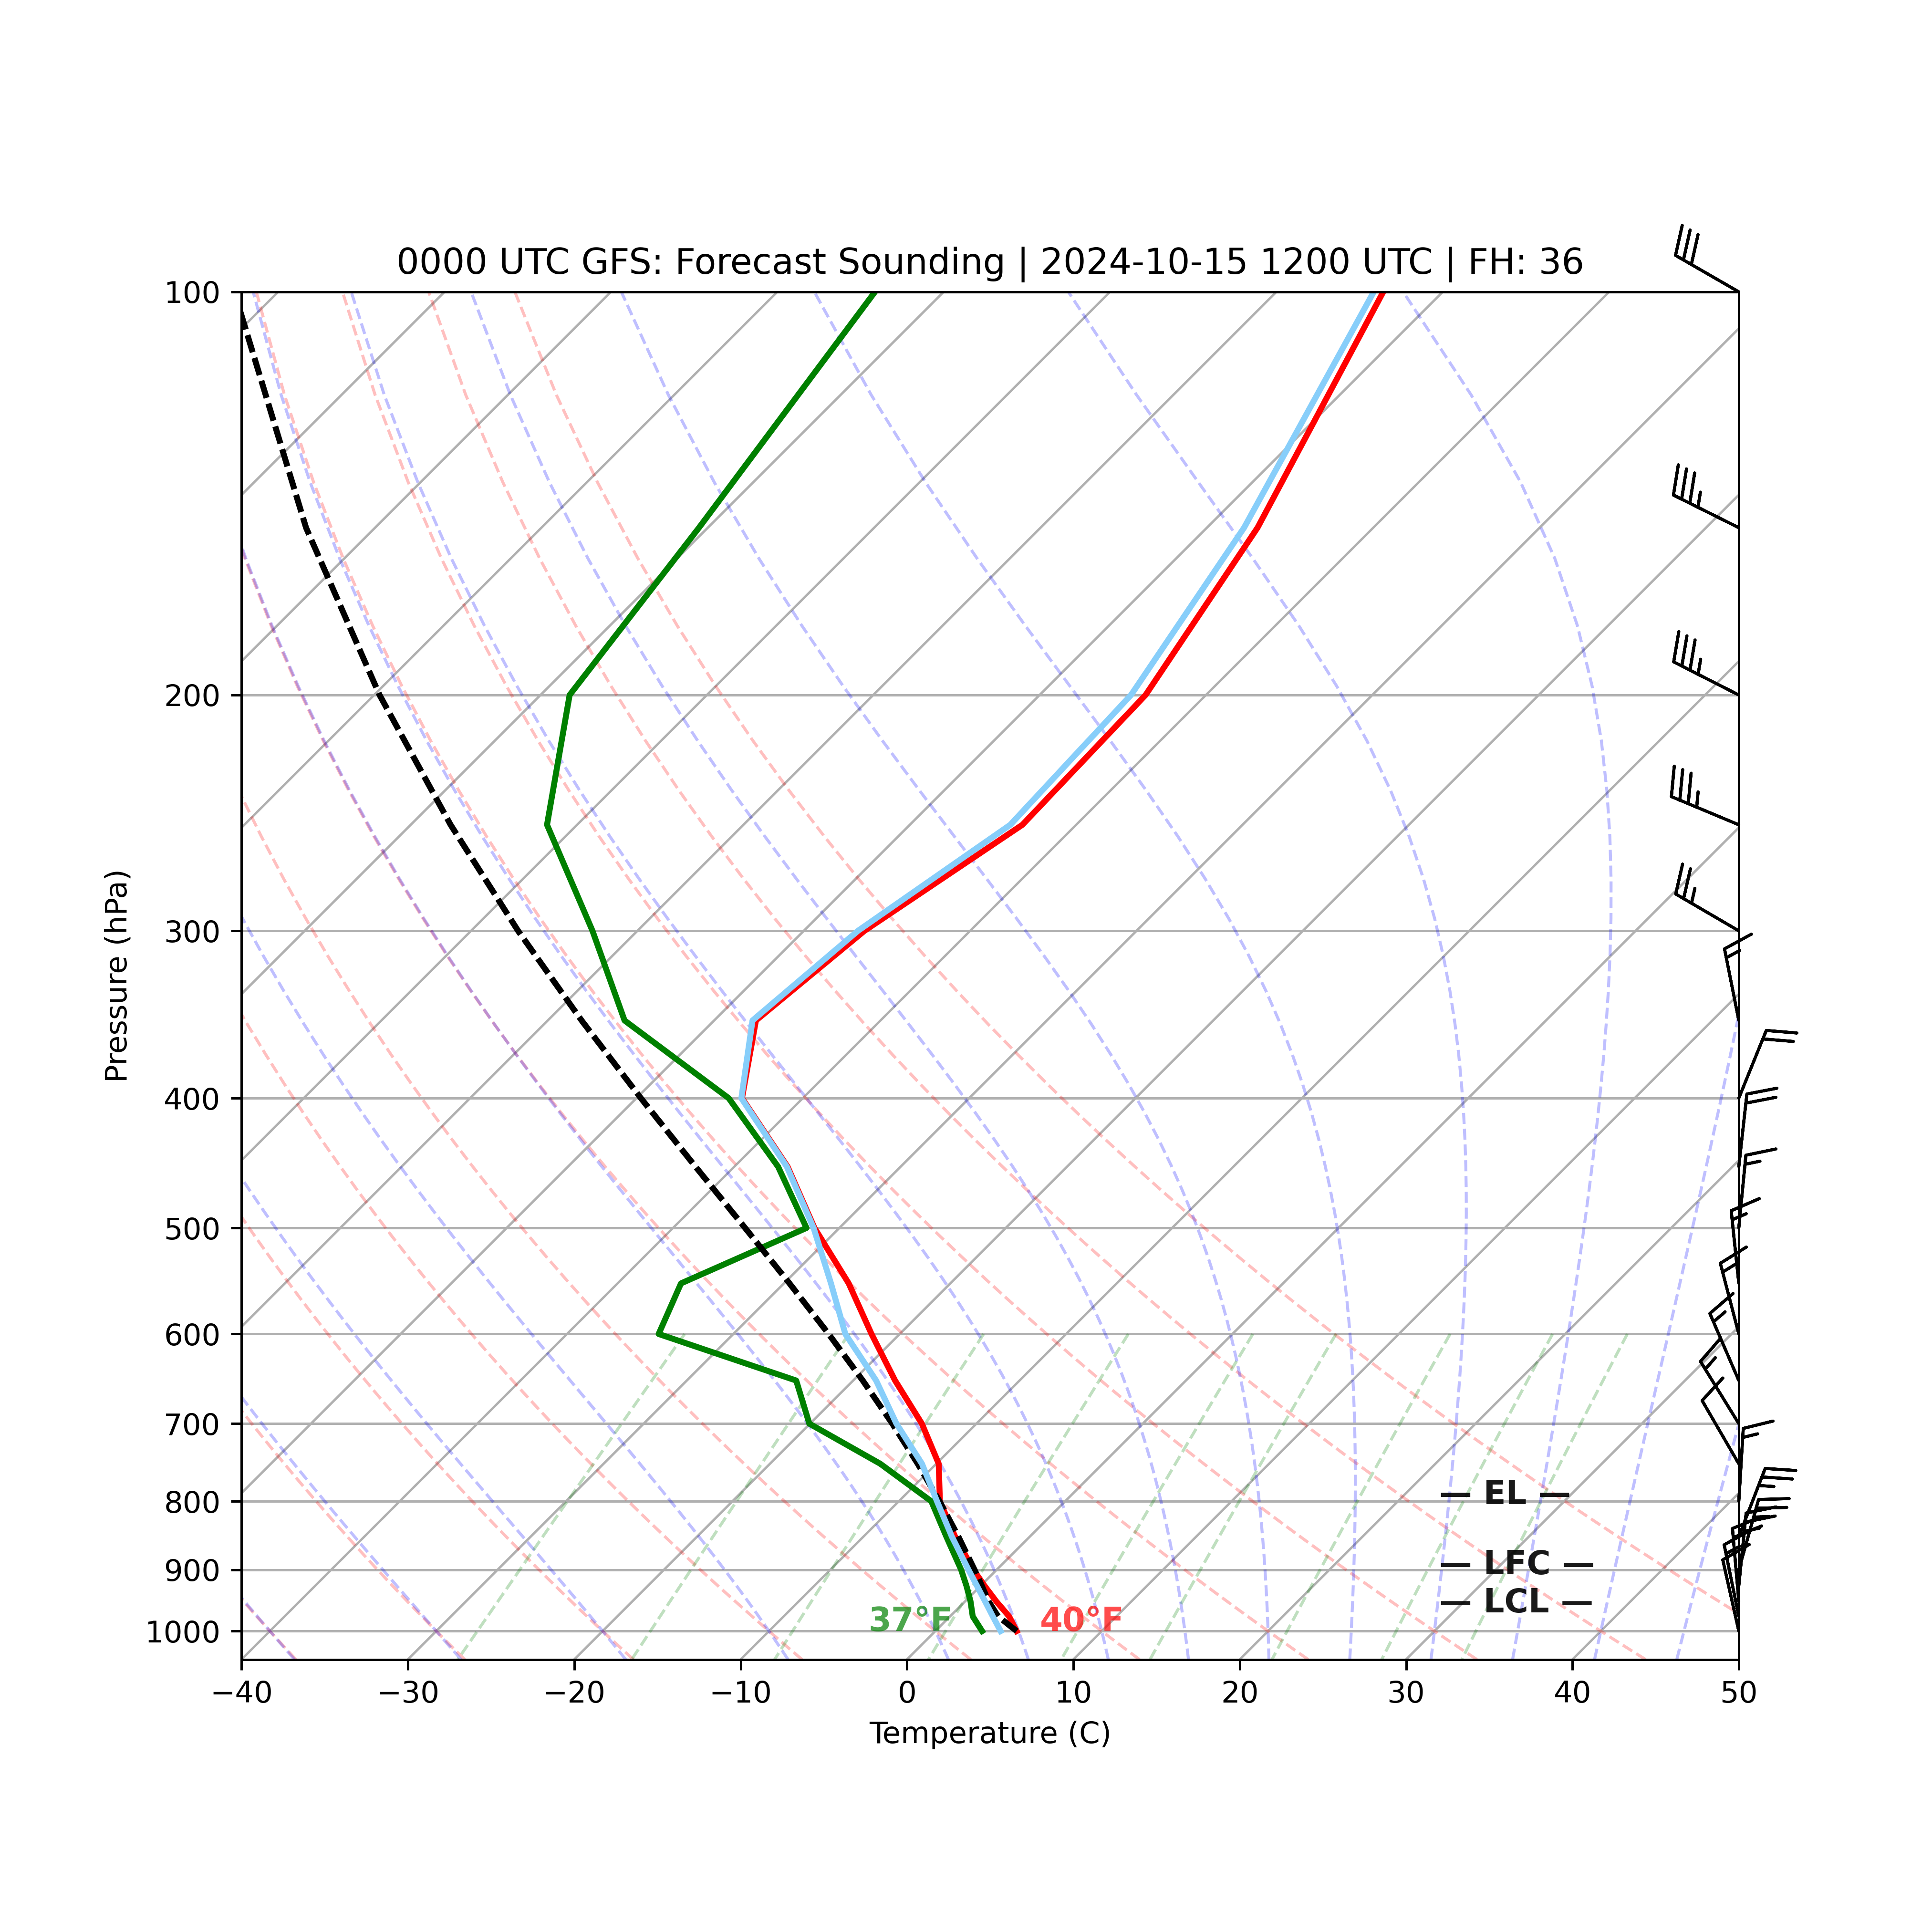 0000 UTC GFS: Forecast Sounding | 2024-10-15 1200 UTC | FH: 36
100
200
300
400
500
600
700
800
900
1000
Pressure (hPa)
— EL —
— LFC —
— LCL —
37°F
40°F
−40 −30 −20 −10 0 10 20 30 40 50
Temperature (C)